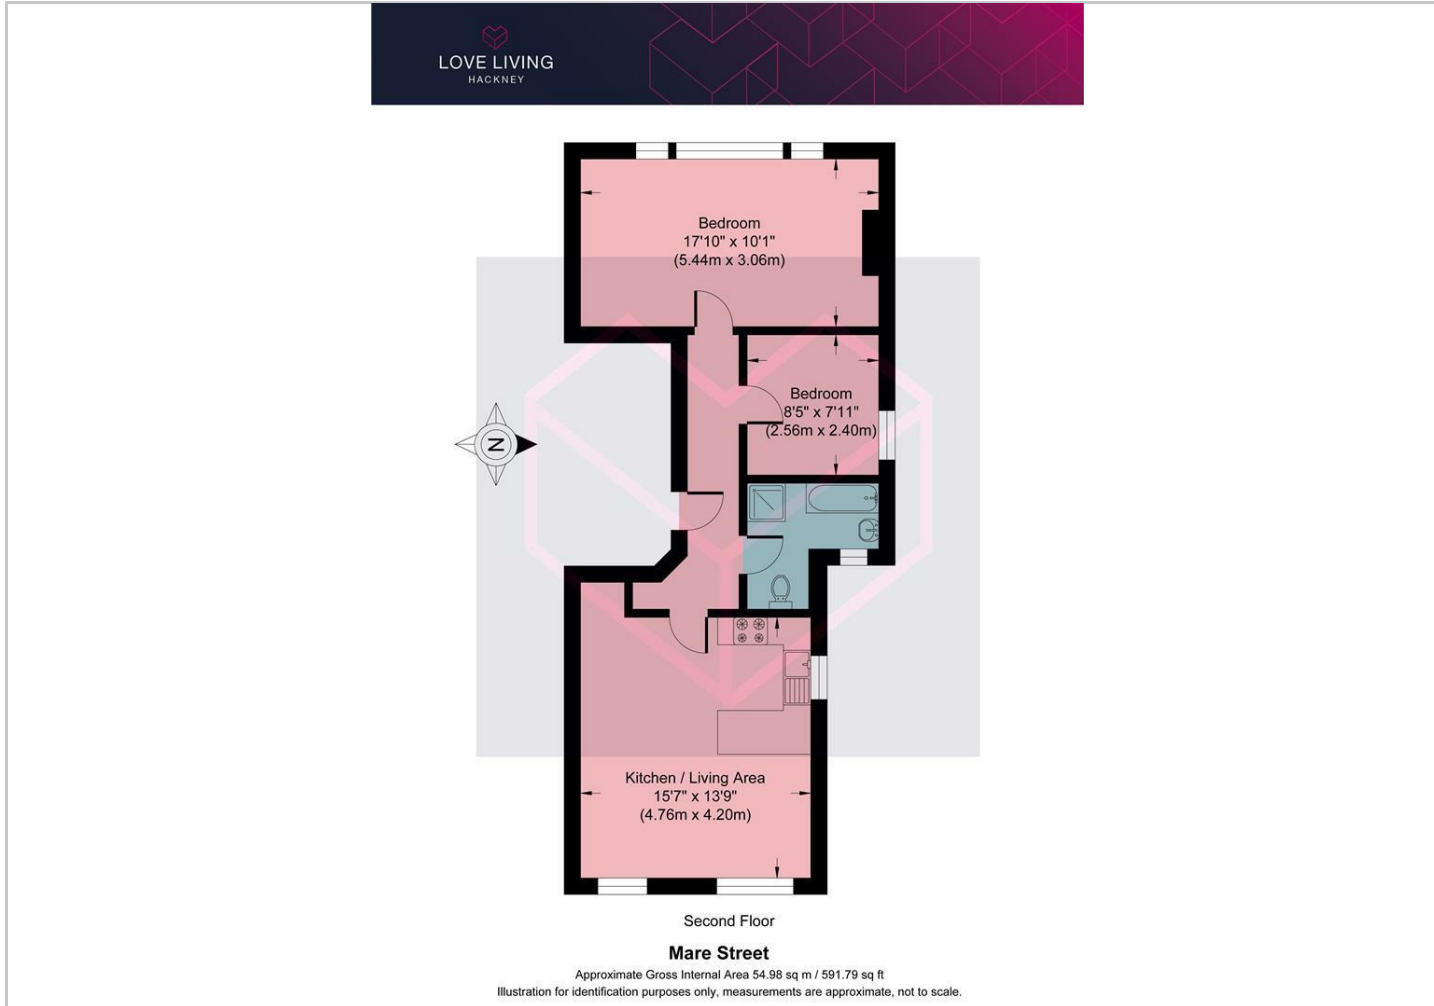 LOVE LIVING
HACKNEY
Bedroom
17'10" x 10'1"
(5.44m x 3.06m)
Bedroom
8'5" x 7'11"
(2.56m x 2.40m)
N
Kitchen / Living Area
15'7" x 13'9"
(4.76m x 4.20m)
Second Floor
Mare Street
Approximate Gross Internal Area 54.98 sq m / 591.79 sq ft
Illustration for identification purposes only, measurements are approximate, not to scale.